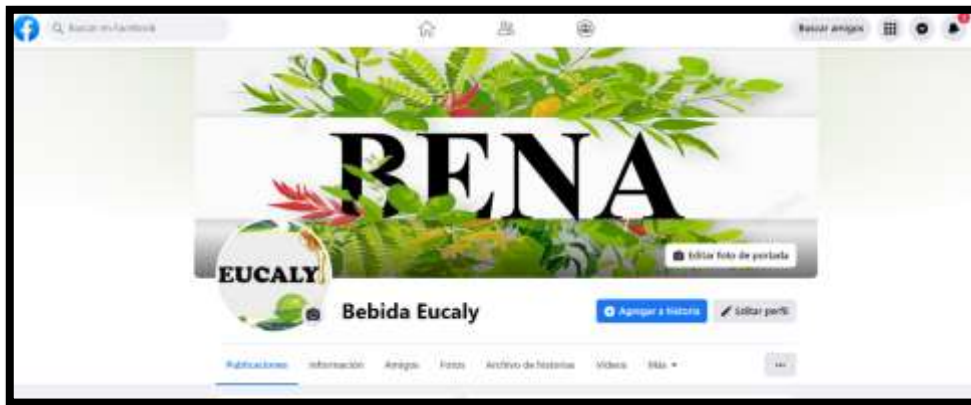 Buscar en Facebook
Buscar amigos
BENA
Editar foto de portada
EUCALY
Bebida Eucaly
Agregar a historia
Editar perfil
Publicaciones Información Amigos Fotos Archivo de historias Videos Más